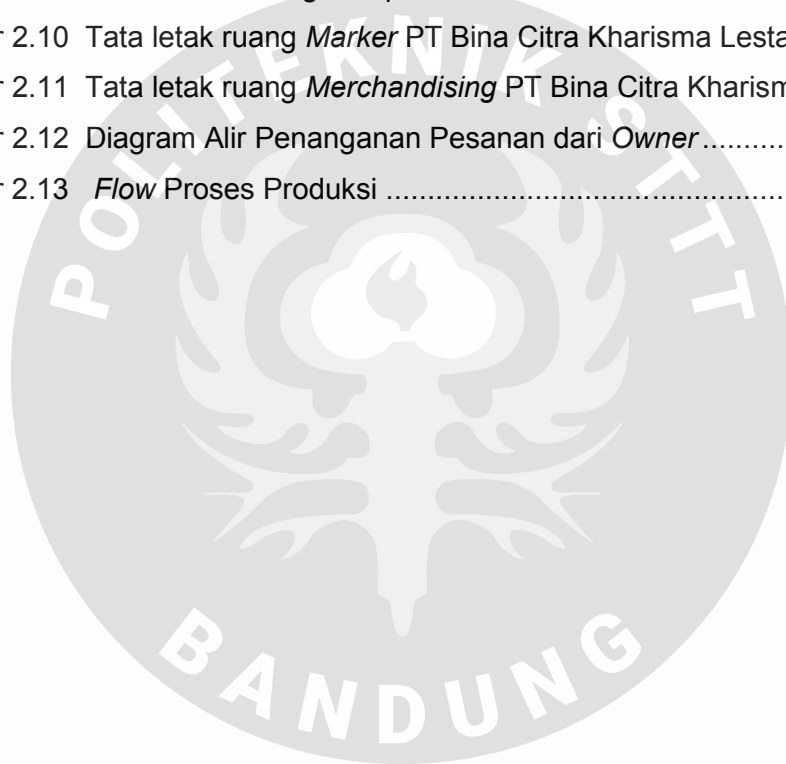 r 2.10 Tata letak ruang Marker PT Bina Citra Kharisma Lesta
r 2.11 Tata letak ruang Merchandising PT Bina Citra Kharism
r 2.12 Diagram Alir Penanganan Pesanan dari Owner...........
r 2.13 Flow Proses Produksi ................................................
POLITEKNIK STTT
BANDUNG